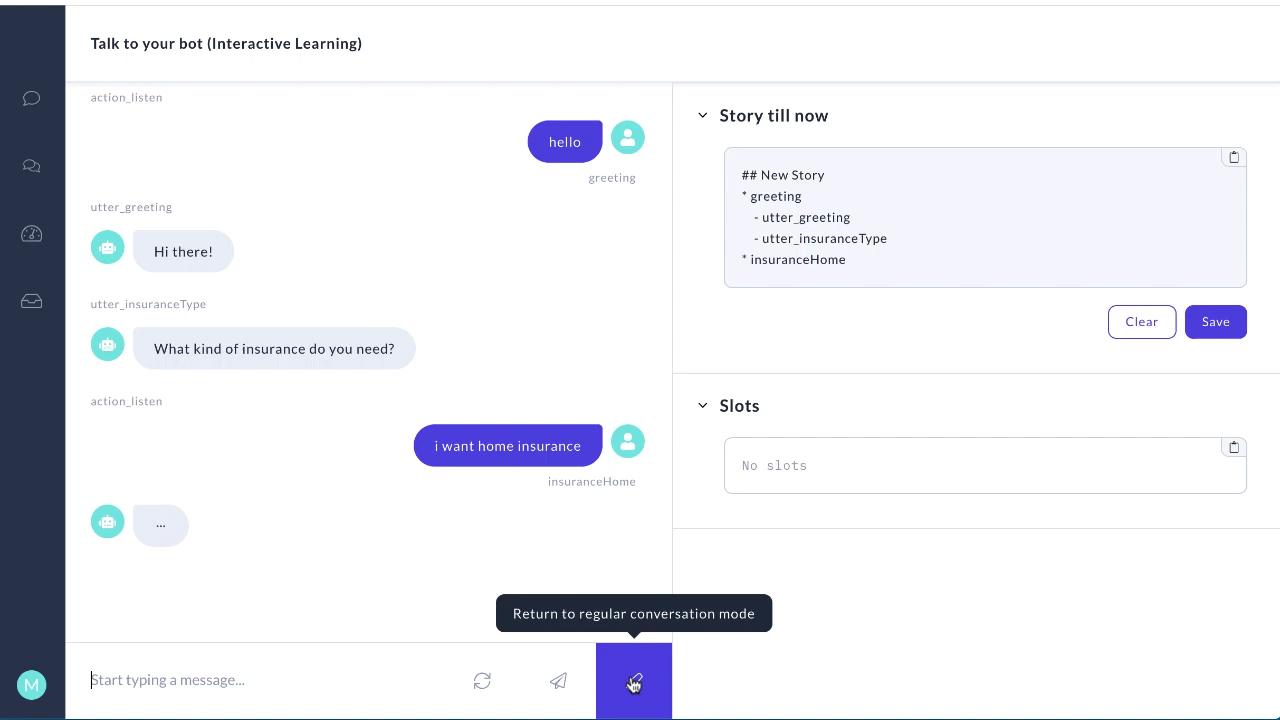 Talk to your bot (Interactive Learning)
action_listen
hello
greeting
utter_greeting
Hi there!
utter_insuranceType
What kind of insurance do you need?
action_listen
i want home insurance
insuranceHome
...
Return to regular conversation mode
Start typing a message...
M
Story till now
## New Story
* greeting
- utter_greeting
- utter_insuranceType
* insuranceHome
Clear
Save
Slots
No slots